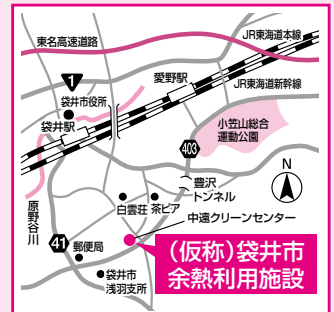 東名高速道路
JR東海道本線
1
愛野駅
JR東海道新幹線
袋井市役所
袋井駅
小笠山総合
運動公園
403
N
豊沢
トンネル
原野谷川
白雲荘
茶ピア
中遠クリーンセンター
41
郵便局
(仮称)袋井市
余熱利用施設
袋井市
浅羽支所